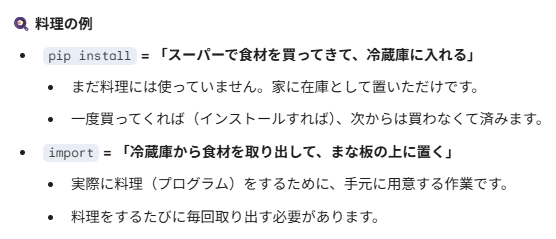 料理の例
pip install = 「スーパーで食材を買ってきて、冷蔵庫に入れる」
まだ料理には使っていません。家に在庫として置いただけです。
一度買ってくれば（インストールすれば）、次からは買わなくて済みます。
import = 「冷蔵庫から食材を取り出して、まな板の上に置く」
実際に料理（プログラム）をするために、手元に用意する作業です。
料理をするたびに毎回取り出す必要があります。